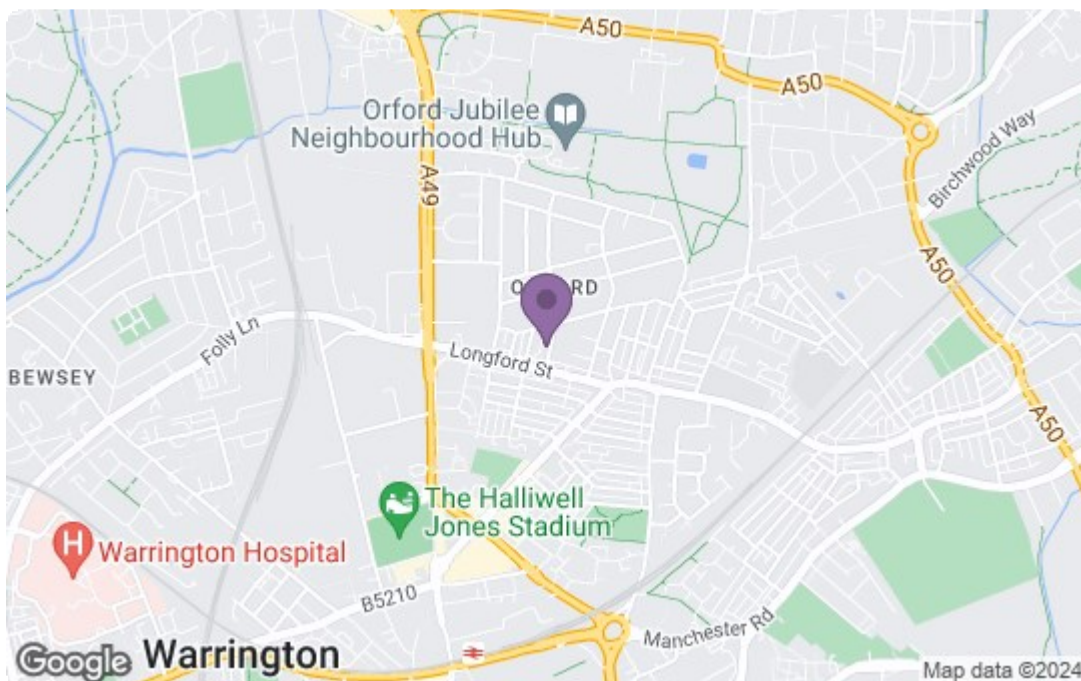 A50
A50
Orford Jubilee
Neighbourhood Hub
Birchwood Way
A49
A50
Folly Ln
Longford St
BEWSEY
A50
The Halliwell
Jones Stadium
H
Warrington Hospital
B5210
Manchester Rd
Google
Warrington
Map data ©2024